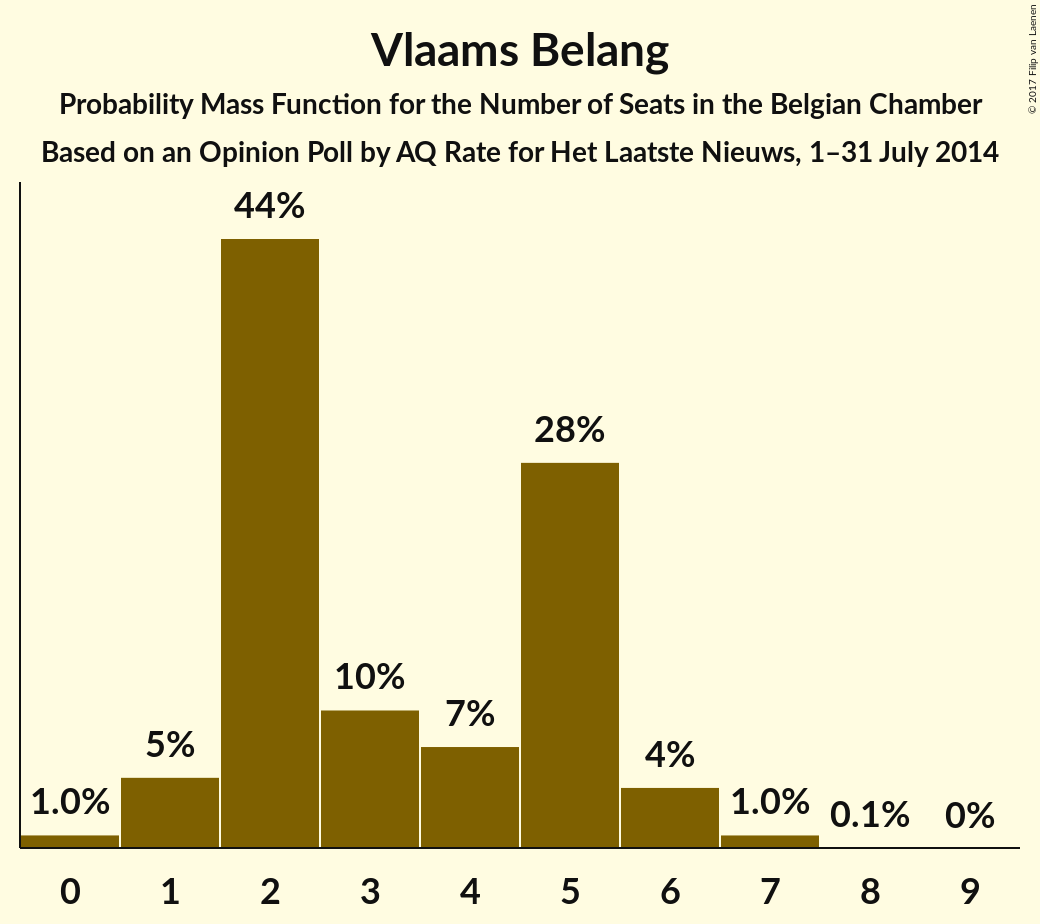 Vlaams Belang
Probability Mass Function for the Number of Seats in the Belgian Chamber
Based on an Opinion Poll by AQ Rate for Het Laatste Nieuws, 1–31 July 2014
© 2017 Filip van Laenen
1.0%
5%
44%
10%
7%
28%
4%
1.0%
0.1%
0%
0 1 2 3 4 5 6 7 8 9